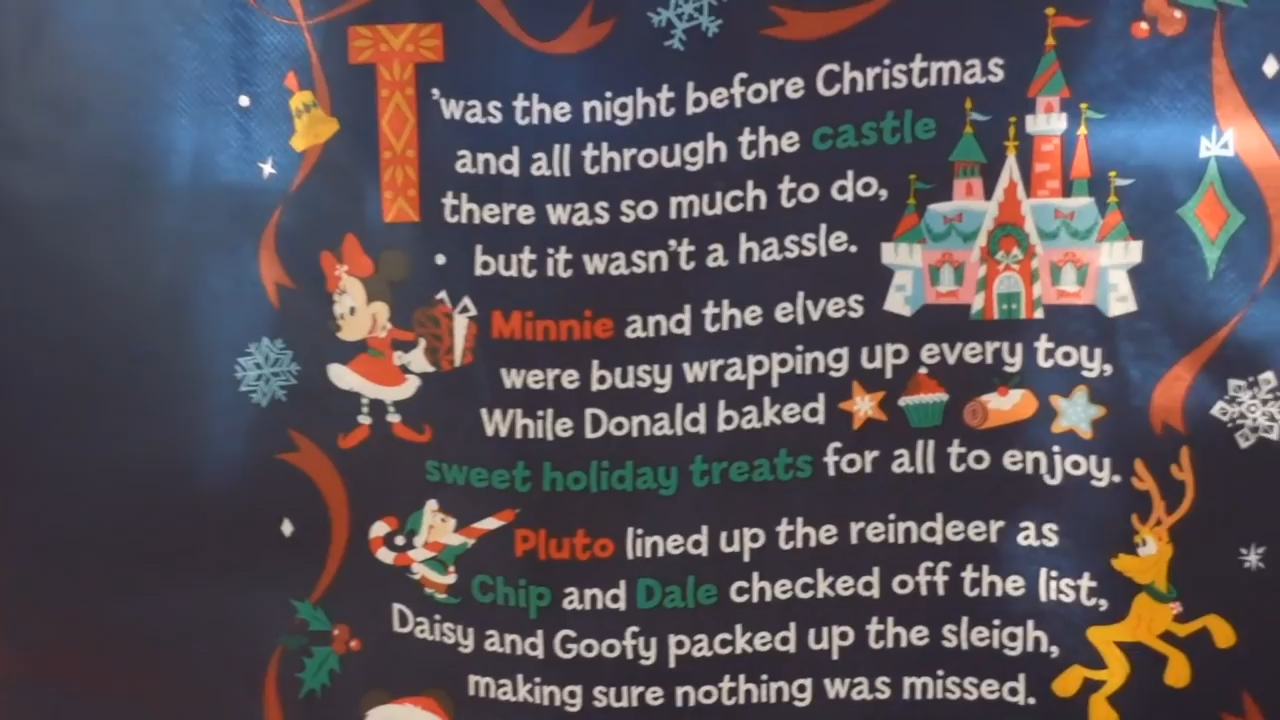 T'was the night before Christmas
and all through the castle
there was so much to do,
but it wasn't a hassle.
Minnie and the elves
were busy wrapping up every toy,
While Donald baked
sweet holiday treats for all to enjoy.
Pluto lined up the reindeer as
Chip and Dale checked off the list,
Daisy and Goofy packed up the sleigh,
making sure nothing was missed.